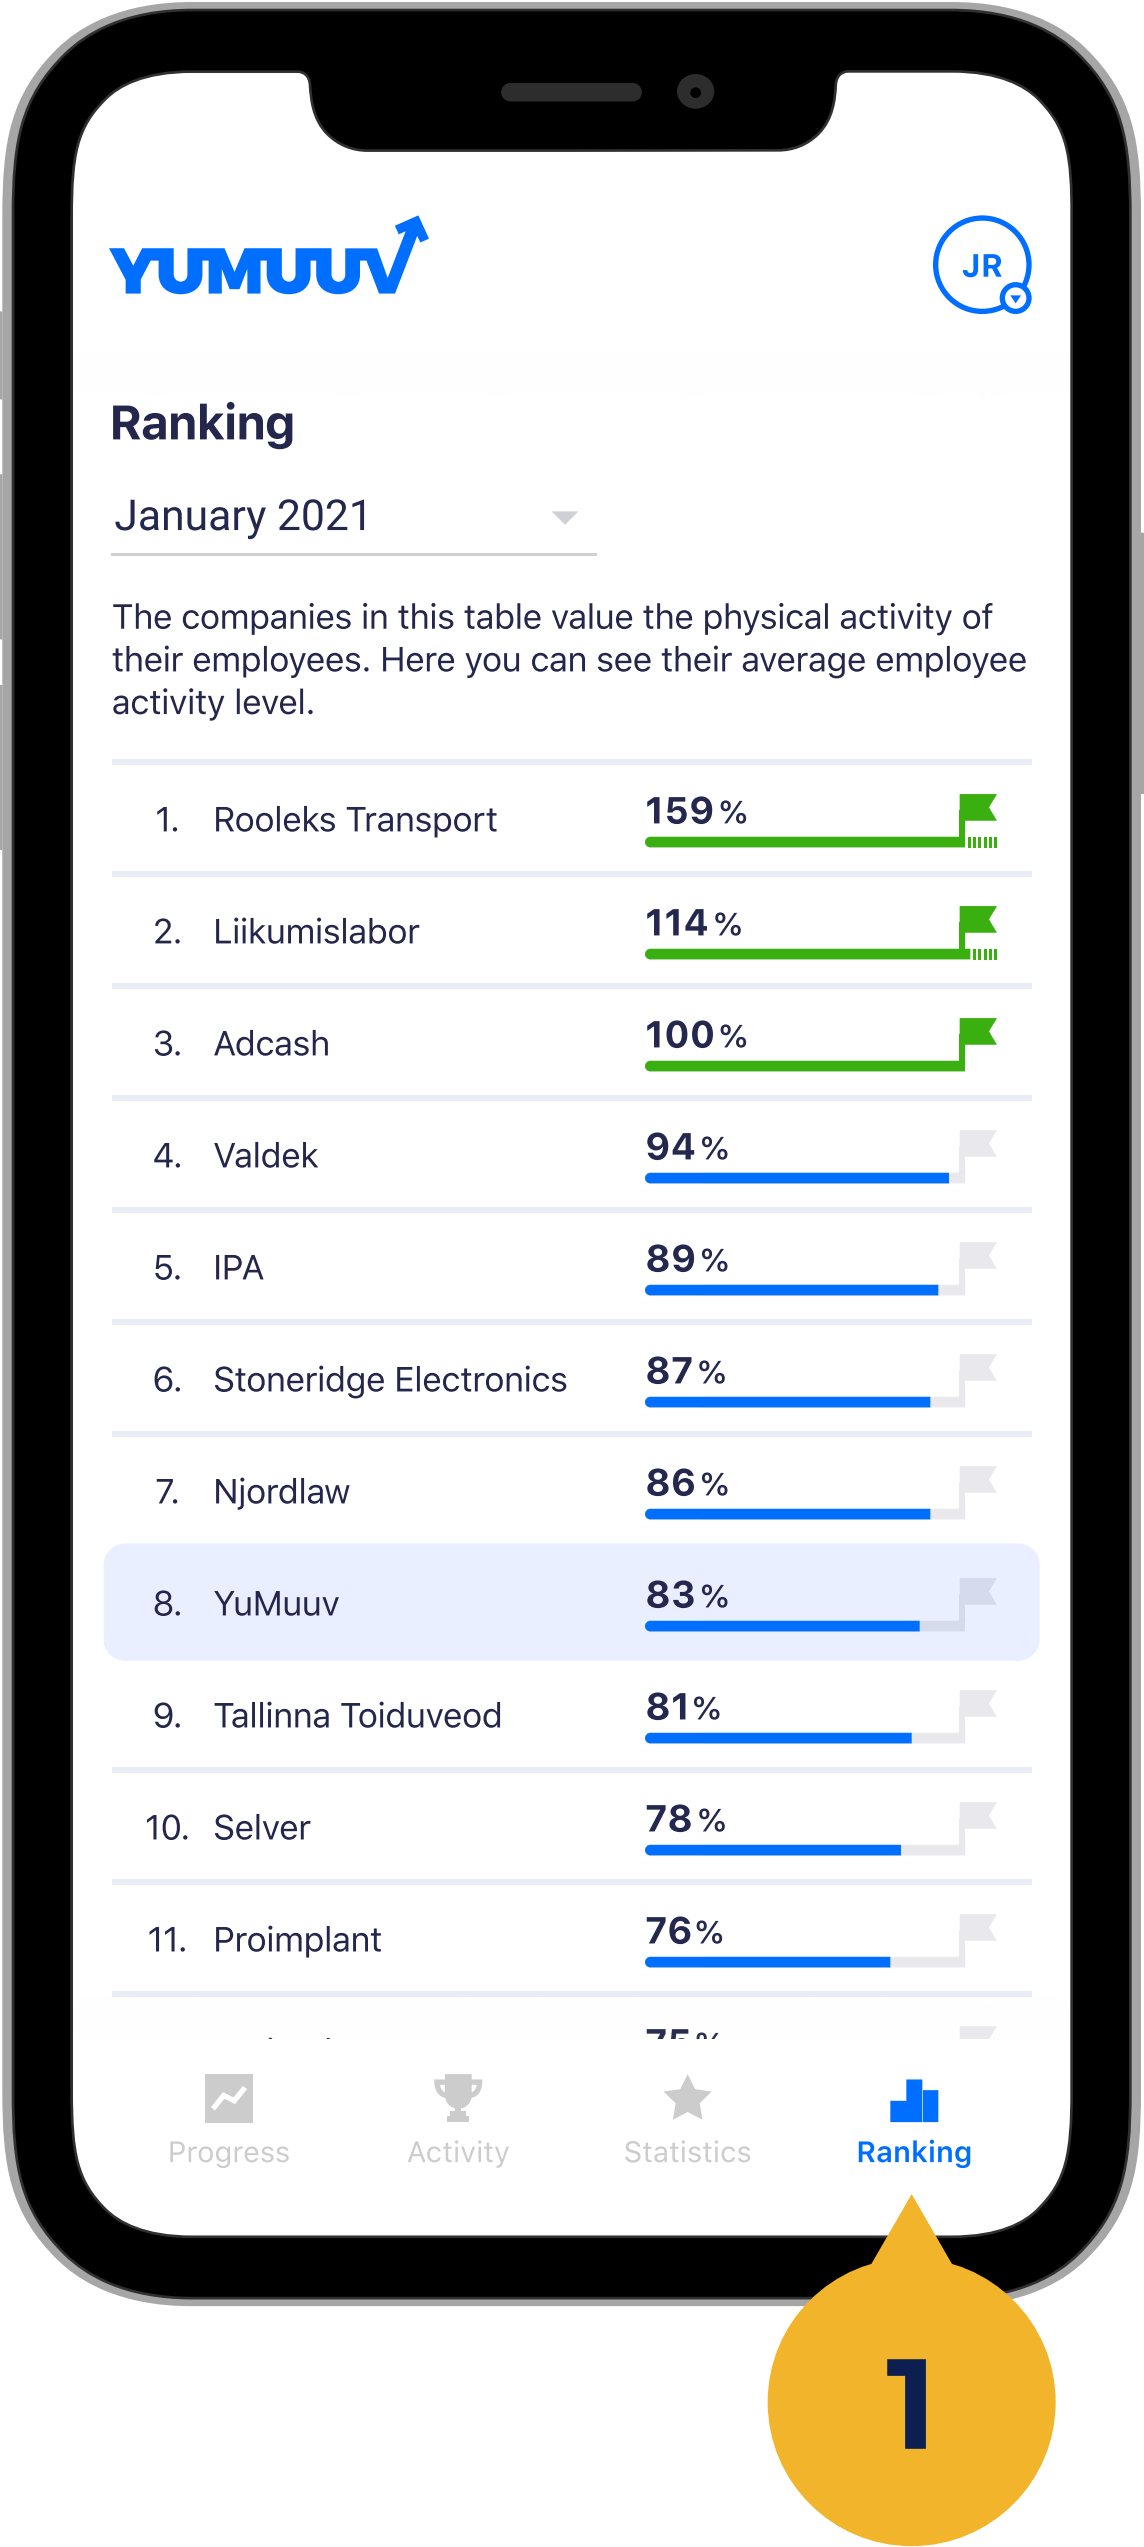 YUMUUV
JR
Ranking
January 2021
The companies in this table value the physical activity of
their employees. Here you can see their average employee
activity level.
1. Rooleks Transport 159 %
2. Liikumislabor 114 %
3. Adcash 100 %
4. Valdek 94 %
5. IPA 89 %
6. Stoneridge Electronics 87 %
7. Njordlaw 86 %
8. YuMuuv 83 %
9. Tallinna Toiduveod 81 %
10. Selver 78 %
11. Proimplant 76 %
75 %
Progress Activity Statistics Ranking
1